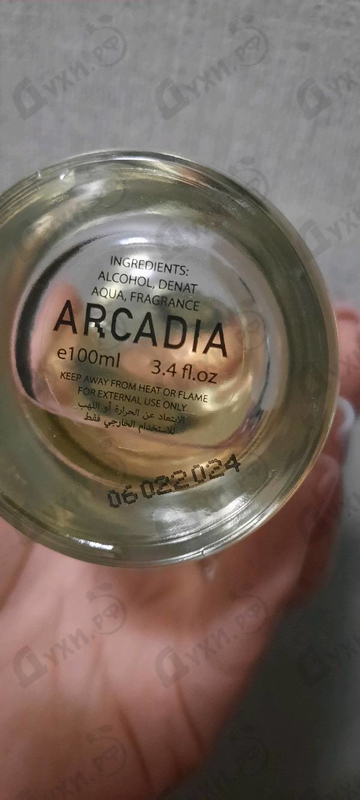 INGREDIENTS:
ALCOHOL, DENAT
AQUA, FRAGRANCE
ARCADIA
e100ml 3.4 fl.oz
KEEP AWAY FROM HEAT OR FLAME
FOR EXTERNAL USE ONLY
الابتعاد عن الحرارة أو اللهب
للاستخدام الخارجي فقط
06022024
Духи.рф